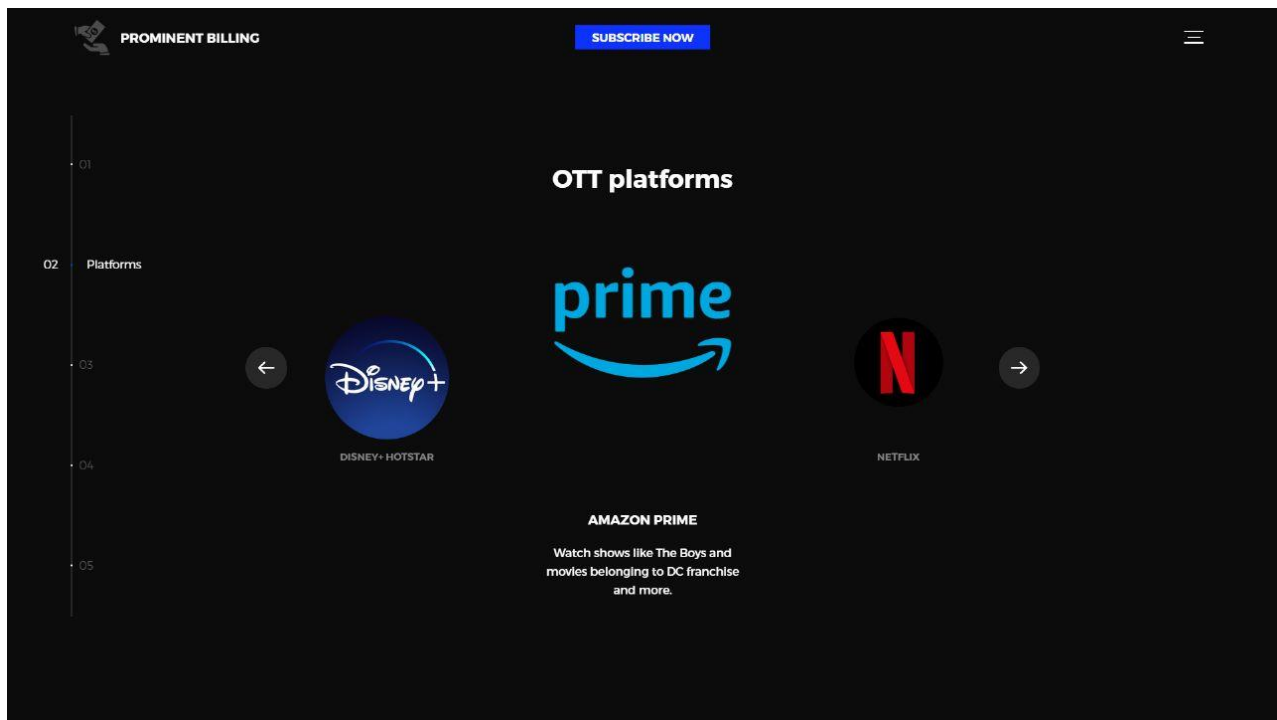 PROMINENT BILLING
SUBSCRIBE NOW
01
OTT platforms
02 Platforms
prime
03
Disney+
N
DISNEY+ HOTSTAR
NETFLIX
04
AMAZON PRIME
Watch shows like The Boys and
movies belonging to DC franchise
and more.
05